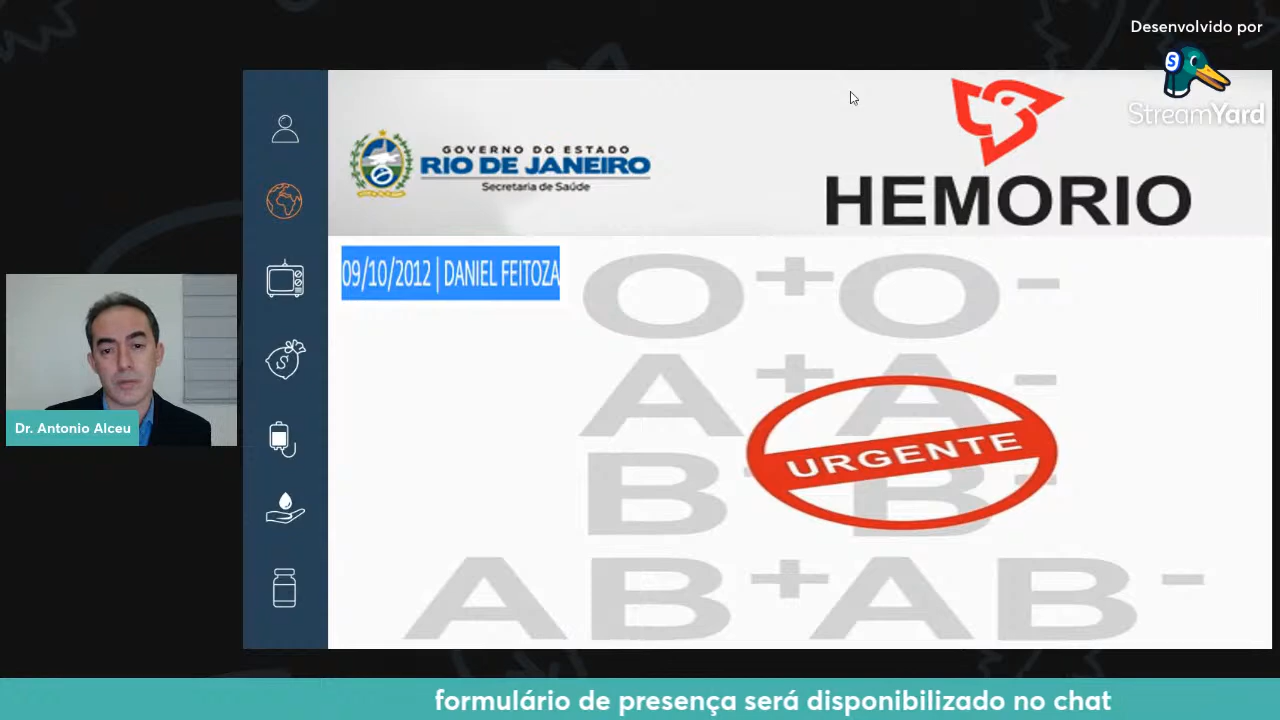 Desenvolvido por
StreamYard
GOVERNO DO ESTADO
RIO DE JANEIRO
Secretaria de Saúde
HEMORIO
09/10/2012 | DANIEL FEITOZA
O+ O-
A+ A-
URGENTE
B+ B-
AB+ AB-
Dr. Antonio Alceu
formulário de presença será disponibilizado no chat